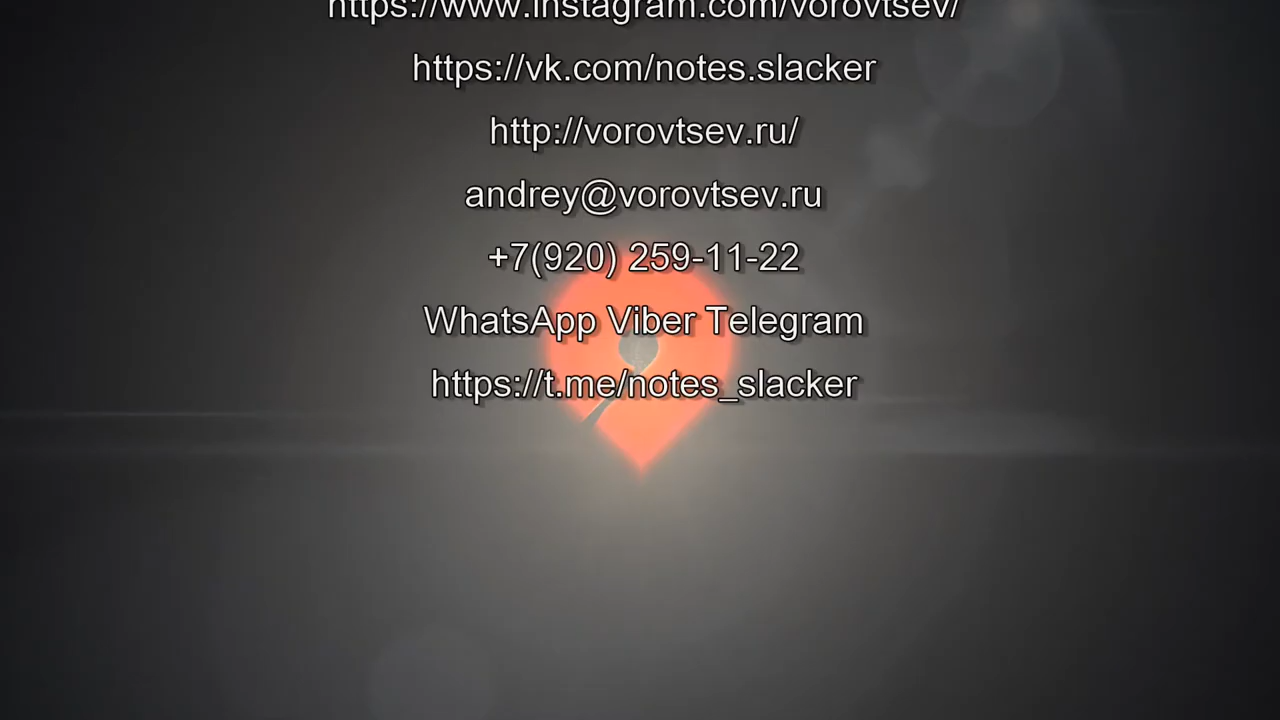 https://www.instagram.com/vorovtsev/
https://vk.com/notes.slacker
http://vorovtsev.ru/
andrey@vorovtsev.ru
+7(920) 259-11-22
WhatsApp Viber Telegram
https://t.me/notes_slacker